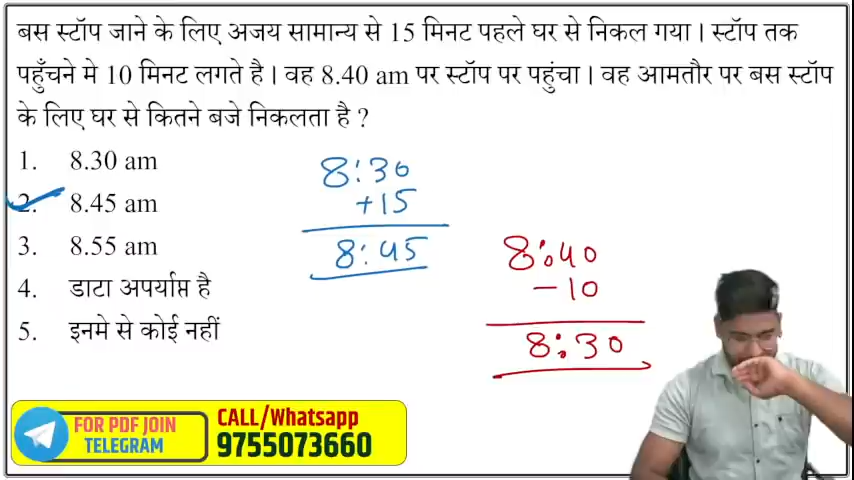 बस स्टॉप जाने के लिए अजय सामान्य से 15 मिनट पहले घर से निकल गया । स्टॉप तक
पहुँचने मे 10 मिनट लगते है । वह 8.40 am पर स्टॉप पर पहुंचा । वह आमतौर पर बस स्टॉप
के लिए घर से कितने बजे निकलता है ?
1. 8.30 am
2. 8.45 am
3. 8.55 am
4. डाटा अपर्याप्त है
5. इनमे से कोई नहीं
8:30
+15
8:45
8:40
-10
8:30
FOR PDF JOIN
TELEGRAM
CALL/Whatsapp
9755073660